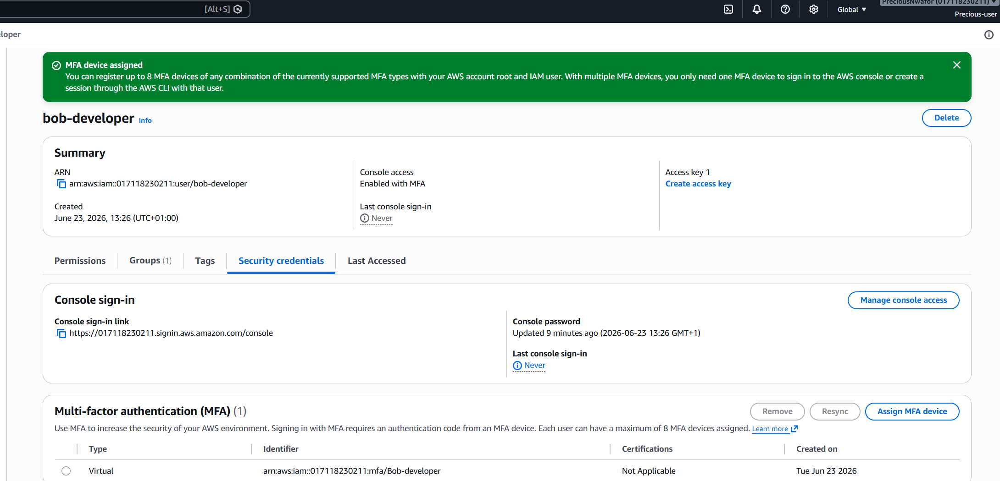 [Alt+S]
Global
PreciousNwafor (017118230211)
Precious-user
eloper
MFA device assigned
You can register up to 8 MFA devices of any combination of the currently supported MFA types with your AWS account root and IAM user. With multiple MFA devices, you only need one MFA device to sign in to the AWS console or create a
session through the AWS CLI with that user.
bob-developer Info
Delete
Summary
ARN
arn:aws:iam::017118230211:user/bob-developer
Created
June 23, 2026, 13:26 (UTC+01:00)
Console access
Enabled with MFA
Last console sign-in
Never
Access key 1
Create access key
Permissions
Groups (1)
Tags
Security credentials
Last Accessed
Console sign-in
Manage console access
Console sign-in link
https://017118230211.signin.aws.amazon.com/console
Console password
Updated 9 minutes ago (2026-06-23 13:26 GMT+1)
Last console sign-in
Never
Multi-factor authentication (MFA) (1)
Remove
Resync
Assign MFA device
Use MFA to increase the security of your AWS environment. Signing in with MFA requires an authentication code from an MFA device. Each user can have a maximum of 8 MFA devices assigned. Learn more
Type
Identifier
Certifications
Created on
Virtual
arn:aws:iam::017118230211:mfa/Bob-developer
Not Applicable
Tue Jun 23 2026